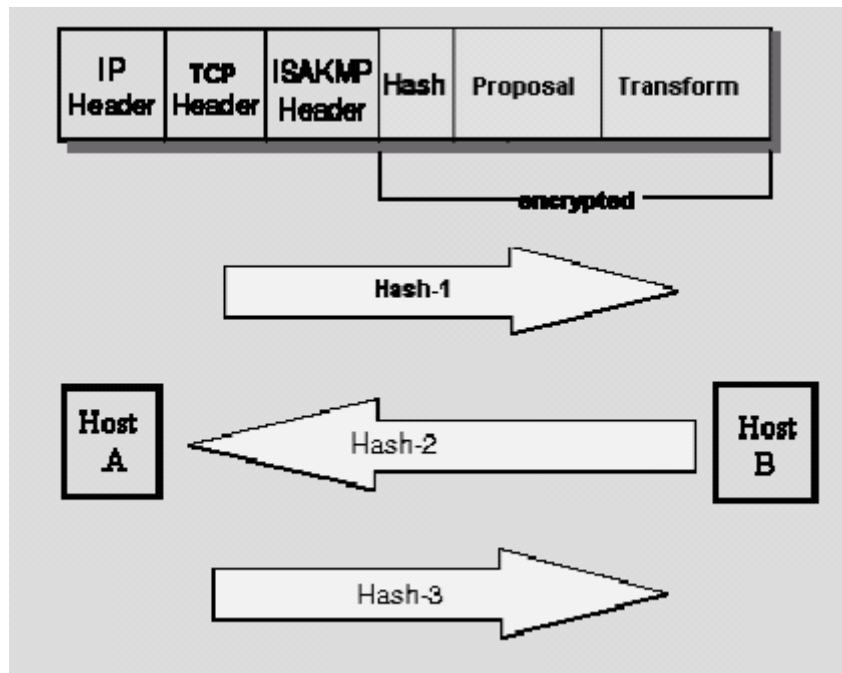 IP Header
TCP Header
ISAKMP Header
Hash
Proposal
Transform
encrypted
Hash-1
Host A
Hash-2
Host B
Hash-3